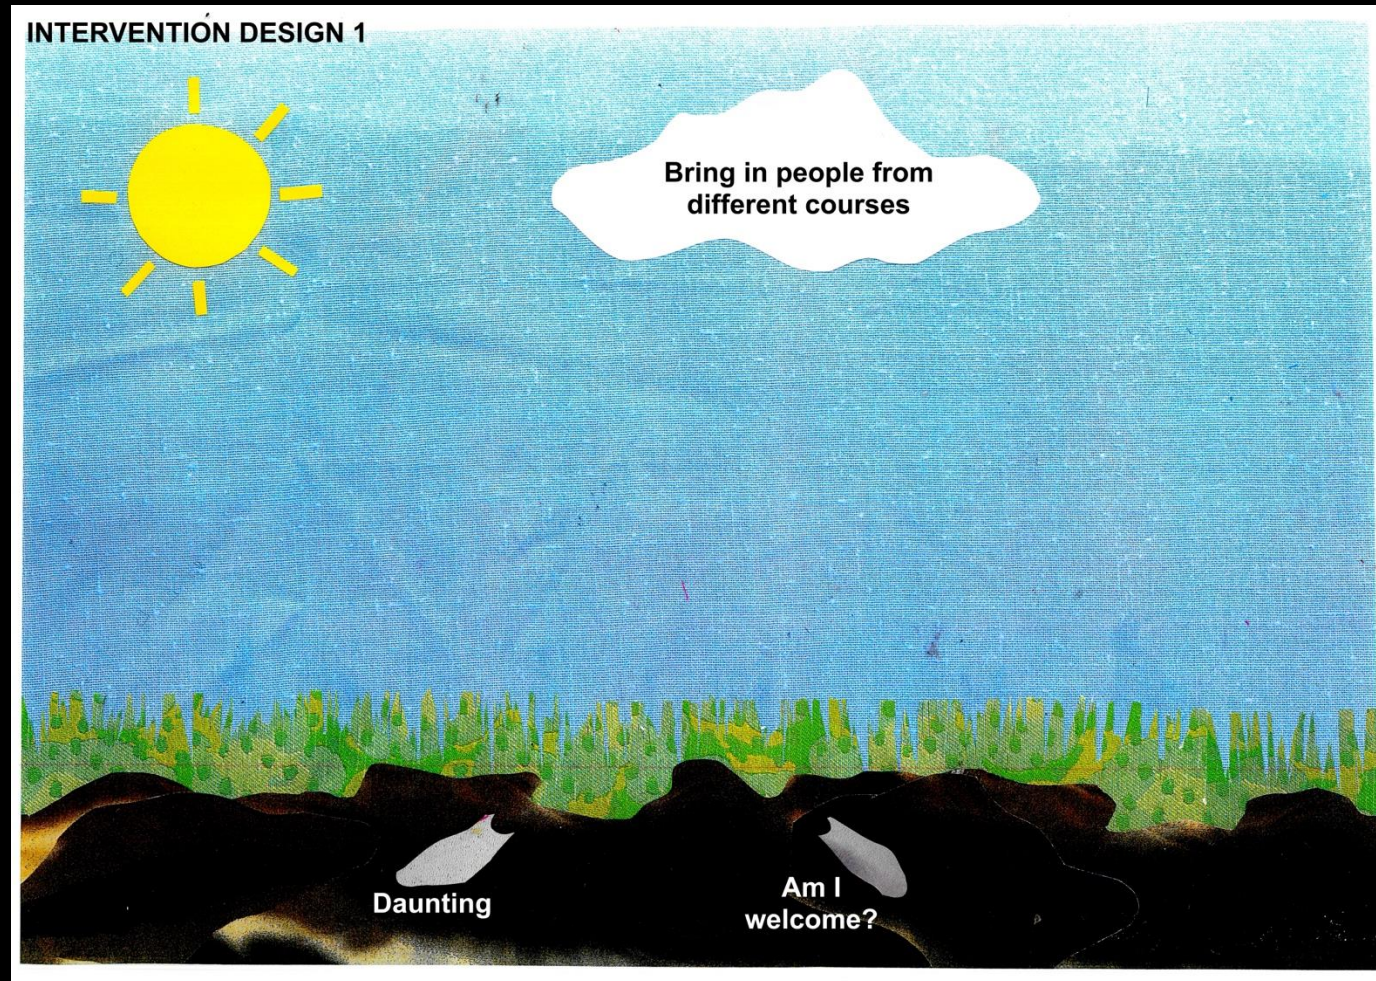 INTERVENTION DESIGN 1
Bring in people from
different courses
Daunting
Am I
welcome?